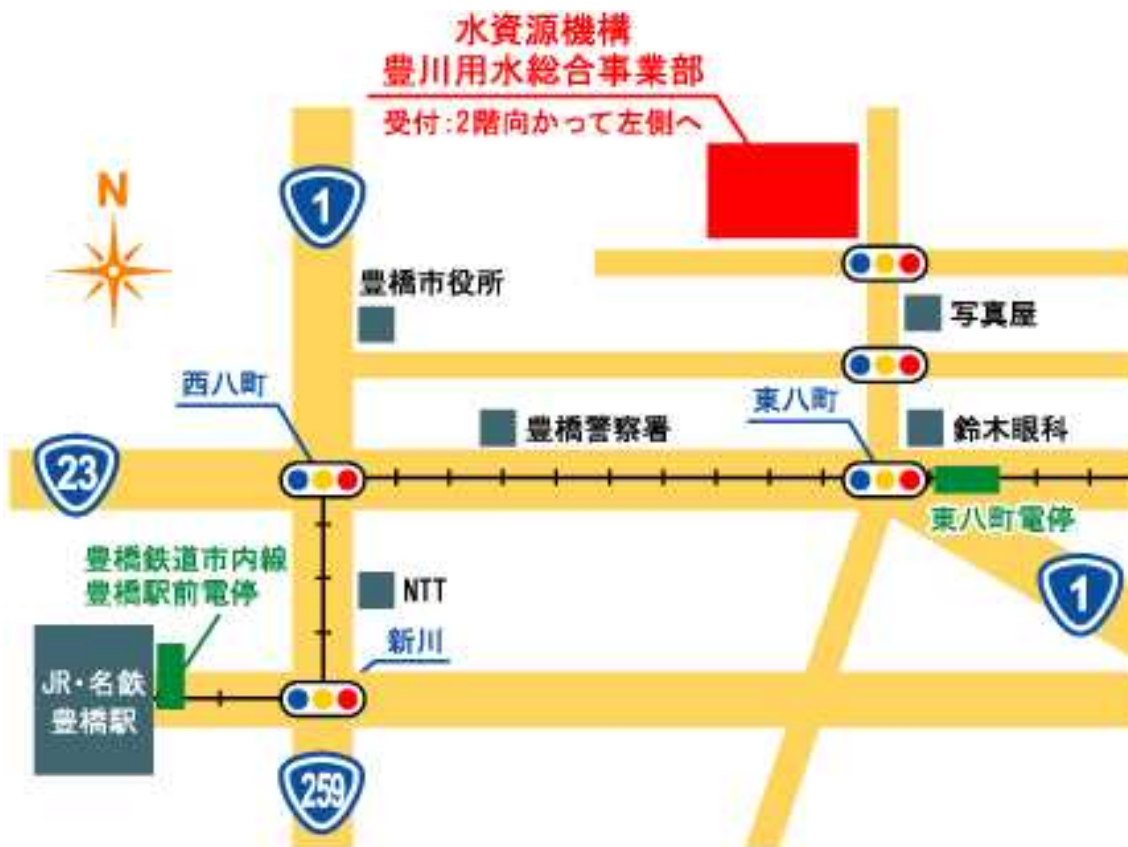 水資源機構
豊川用水総合事業部
受付：2階向かって左側へ
N
1
豊橋市役所
写真屋
西八町
東八町
豊橋警察署
鈴木眼科
23
東八町電停
豊橋鉄道市内線
豊橋駅前電停
NTT
1
新川
JR・名鉄
豊橋駅
259